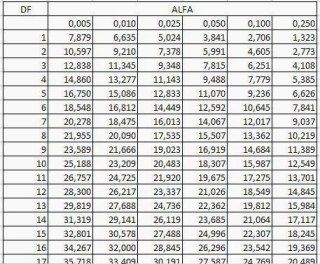 DF ALFA
0,005 0,010 0,025 0,050 0,100 0,250
1 7,879 6,635 5,024 3,841 2,706 1,323
2 10,597 9,210 7,378 5,991 4,605 2,773
3 12,838 11,345 9,348 7,815 6,251 4,108
4 14,860 13,277 11,143 9,488 7,779 5,385
5 16,750 15,086 12,833 11,070 9,236 6,626
6 18,548 16,812 14,449 12,592 10,645 7,841
7 20,278 18,475 16,013 14,067 12,017 9,037
8 21,955 20,090 17,535 15,507 13,362 10,219
9 23,589 21,666 19,023 16,919 14,684 11,389
10 25,188 23,209 20,483 18,307 15,987 12,549
11 26,757 24,725 21,920 19,675 17,275 13,701
12 28,300 26,217 23,337 21,026 18,549 14,845
13 29,819 27,688 24,736 22,362 19,812 15,984
14 31,319 29,141 26,119 23,685 21,064 17,117
15 32,801 30,578 27,488 24,996 22,307 18,245
16 34,267 32,000 28,845 26,296 23,542 19,369
17 35,718 33,409 30,191 27,587 24,769 20,489